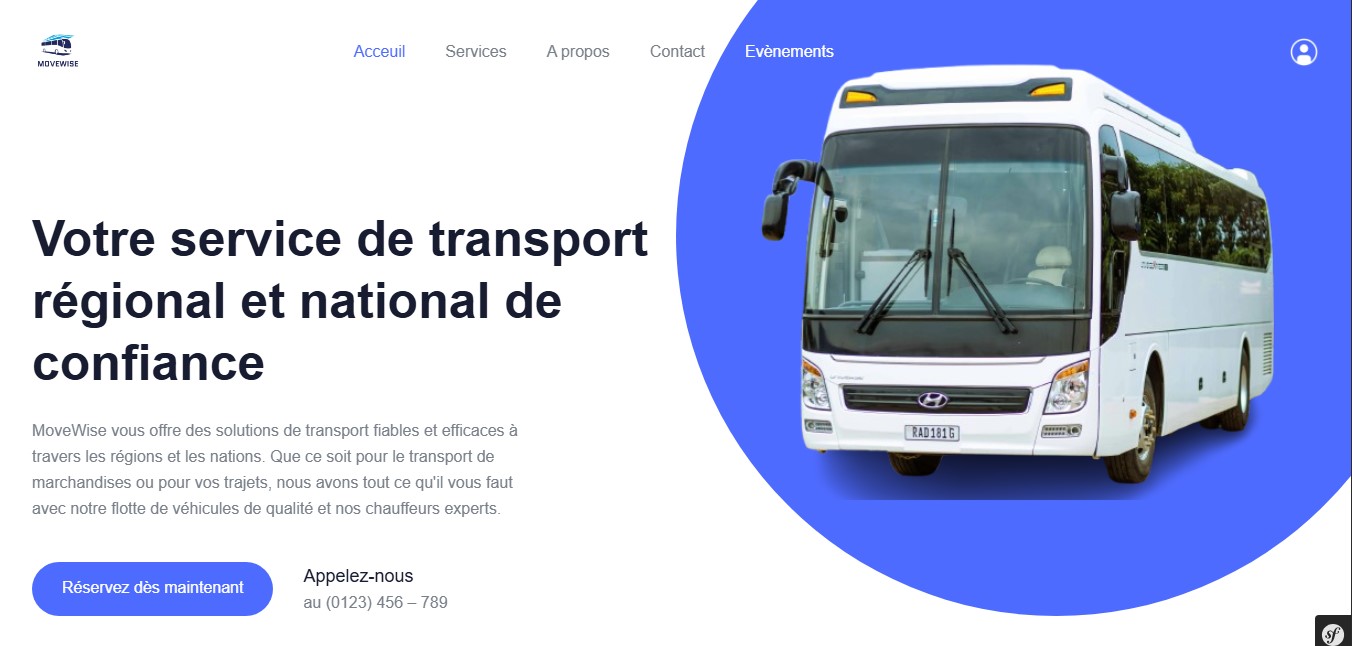 MOVEWISE
Acceuil Services A propos Contact Evènements
Votre service de transport
régional et national de
confiance
MoveWise vous offre des solutions de transport fiables et efficaces à
travers les régions et les nations. Que ce soit pour le transport de
marchandises ou pour vos trajets, nous avons tout ce qu'il vous faut
avec notre flotte de véhicules de qualité et nos chauffeurs experts.
Réservez dès maintenant
Appelez-nous
au (0123) 456 – 789
RAD181G
sf